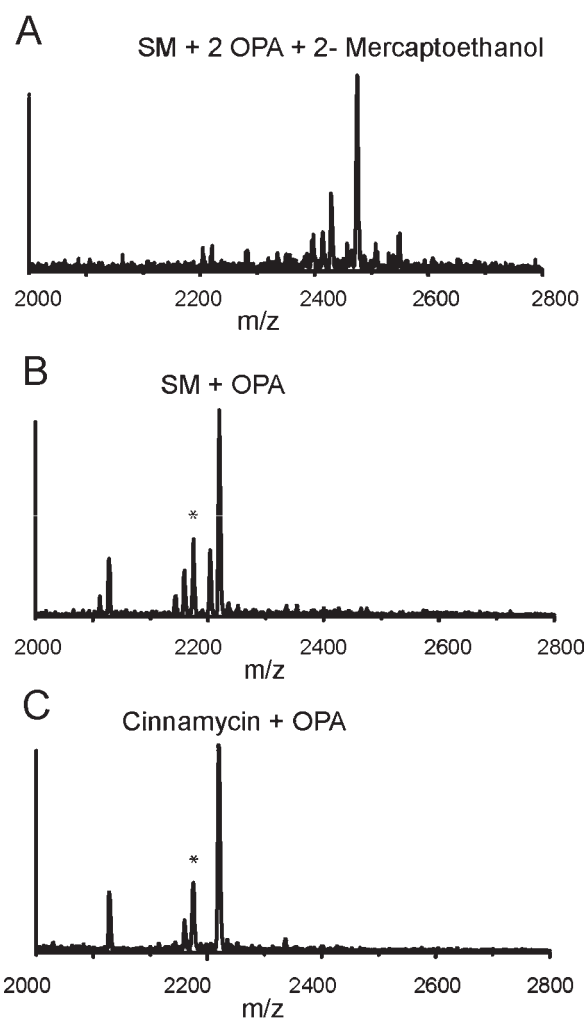 A
SM + 2 OPA + 2- Mercaptoethanol
2000 2200 2400 2600 2800
m/z
B
SM + OPA
*
2000 2200 2400 2600 2800
m/z
C
Cinnamycin + OPA
*
2000 2200 2400 2600 2800
m/z